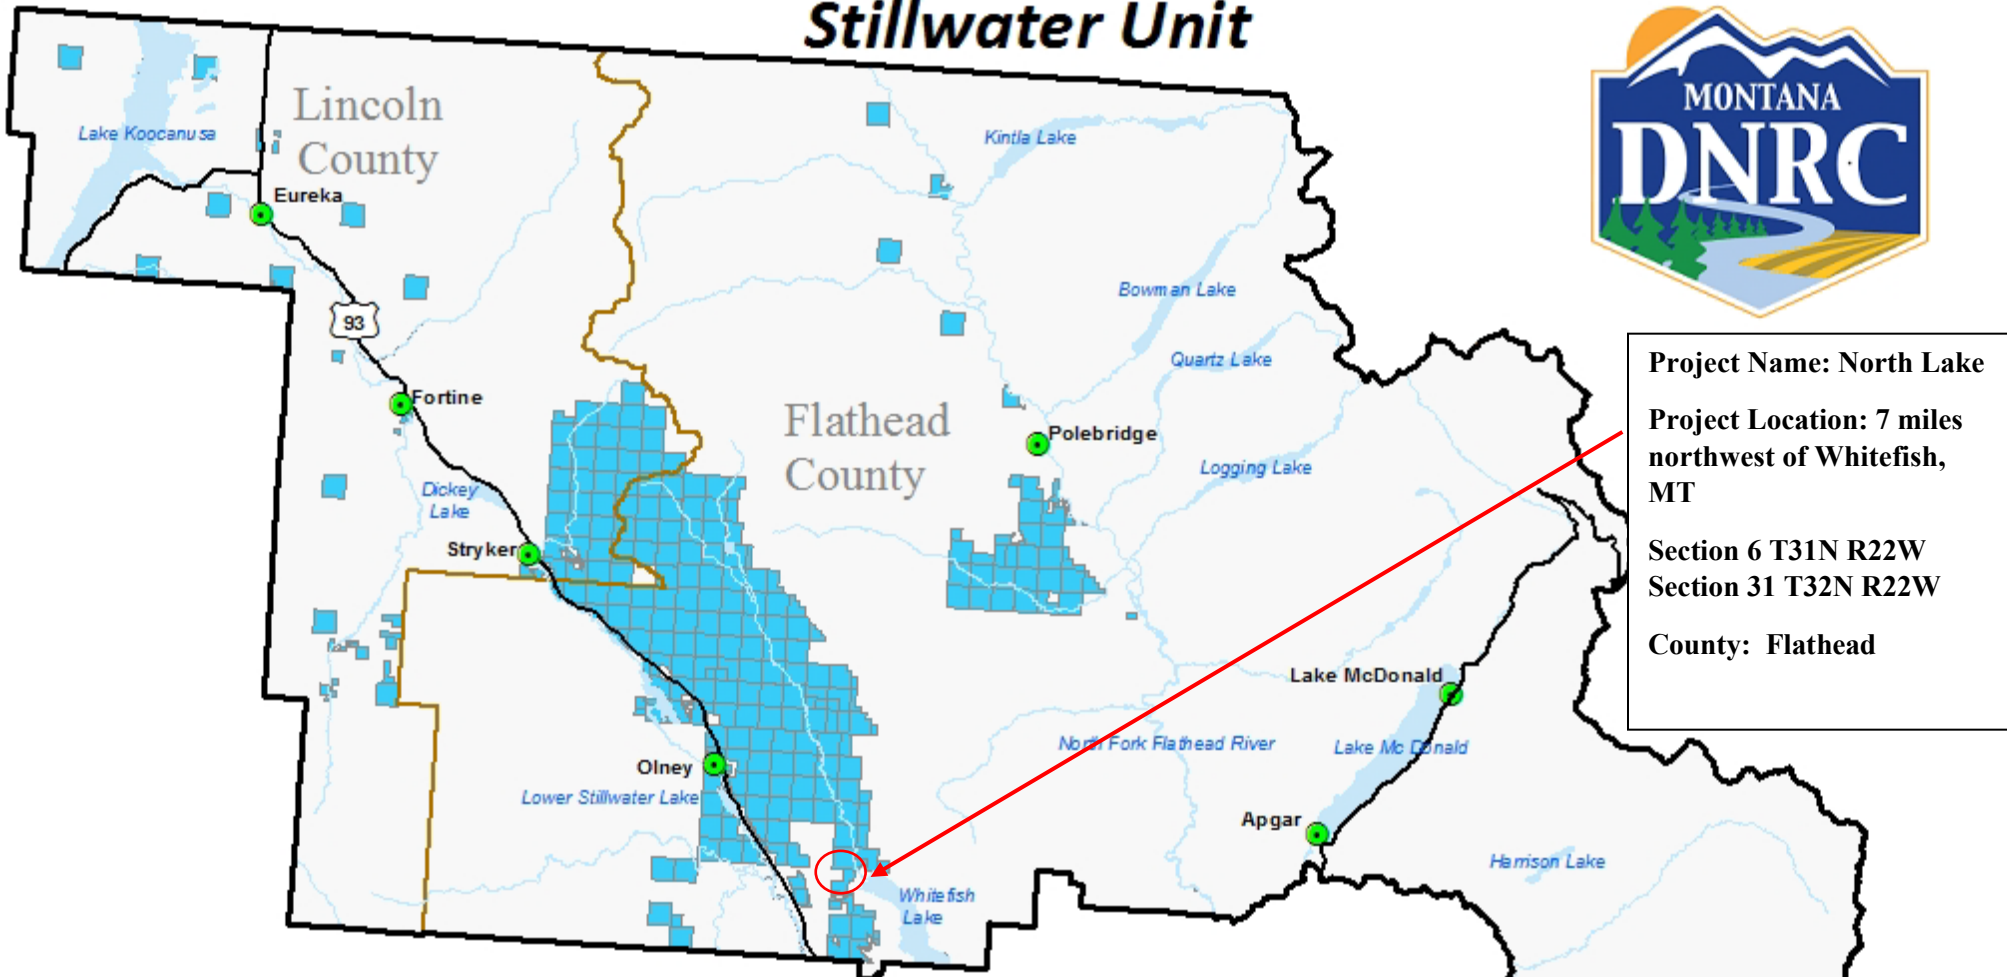 Stillwater Unit
MONTANA
DNRC
Lincoln
County
Lake Koocanusa
Eureka
Kintla Lake
93
Bowman Lake
Quartz Lake
Fortine
Flathead
County
Polebridge
Logging Lake
Dickey
Lake
Stryker
Project Name: North Lake
Project Location: 7 miles
northwest of Whitefish,
MT
Section 6 T31N R22W
Section 31 T32N R22W
County: Flathead
Lake McDonald
North Fork Flathead River
Lake Mc Donald
Olney
Lower Stillwater Lake
Apgar
Harrison Lake
Whitefish
Lake